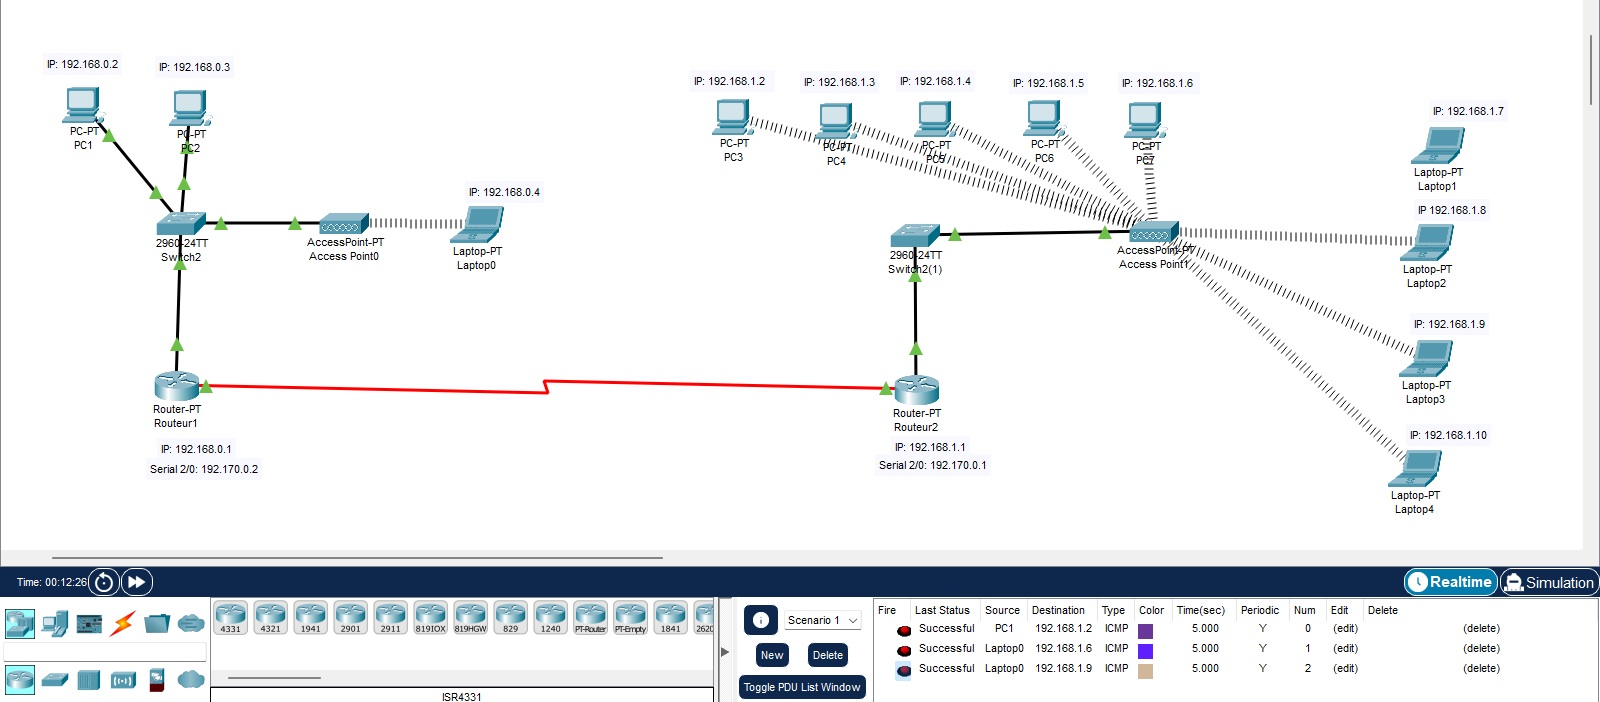 IP: 192.168.0.2
IP: 192.168.0.3
PC-PT
PC1
PC-PT
PC2
IP: 192.168.0.4
2960-24TT
Switch2
AccessPoint-PT
Access Point0
Laptop-PT
Laptop0
Router-PT
Routeur1
IP: 192.168.0.1
Serial 2/0: 192.170.0.2
IP: 192.168.1.2
IP: 192.168.1.3
IP: 192.168.1.4
IP: 192.168.1.5
IP: 192.168.1.6
PC-PT
PC3
PC-PT
PC4
PC-PT
PC5
PC-PT
PC6
PC-PT
PC7
IP: 192.168.1.7
Laptop-PT
Laptop1
IP 192.168.1.8
Laptop-PT
Laptop2
2960-24TT
Switch2(1)
AccessPoint-PT
Access Point1
IP: 192.168.1.9
Laptop-PT
Laptop3
Router-PT
Routeur2
IP: 192.168.1.1
Serial 2/0: 192.170.0.1
IP: 192.168.1.10
Laptop-PT
Laptop4
Time: 00:12:26
Realtime
Simulation
4331
4321
1941
2901
2911
819IOX
819HGW
829
1240
PT-Router
PT-Empty
1841
2620
ISR4331
Scenario 1
New
Delete
Toggle PDU List Window
Fire Last Status Source Destination Type Color Time(sec) Periodic Num Edit Delete
Successful PC1 192.168.1.2 ICMP 5.000 Y 0 (edit) (delete)
Successful Laptop0 192.168.1.6 ICMP 5.000 Y 1 (edit) (delete)
Successful Laptop0 192.168.1.9 ICMP 5.000 Y 2 (edit) (delete)